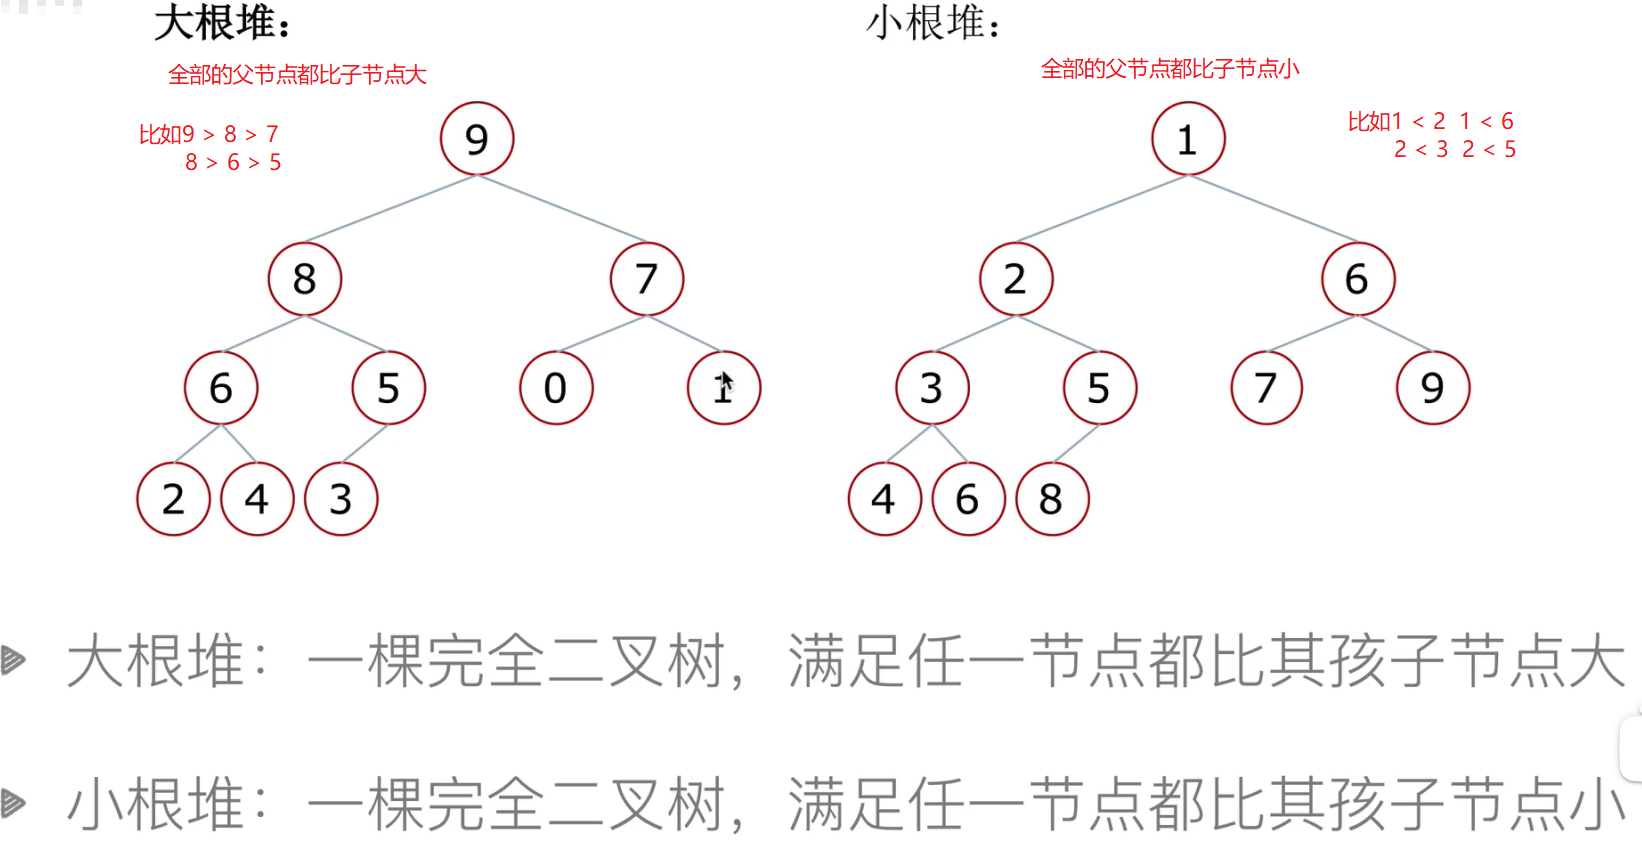 大根堆：
小根堆：
全部的父节点都比子节点大
全部的父节点都比子节点小
比如9 > 8 > 7
8 > 6 > 5
比如1 < 2  1 < 6
2 < 3  2 < 5
9
8 7
6 5 0 1
2 4 3
1
2 6
3 5 7 9
4 6 8
大根堆：一棵完全二叉树，满足任一节点都比其孩子节点大
小根堆：一棵完全二叉树，满足任一节点都比其孩子节点小